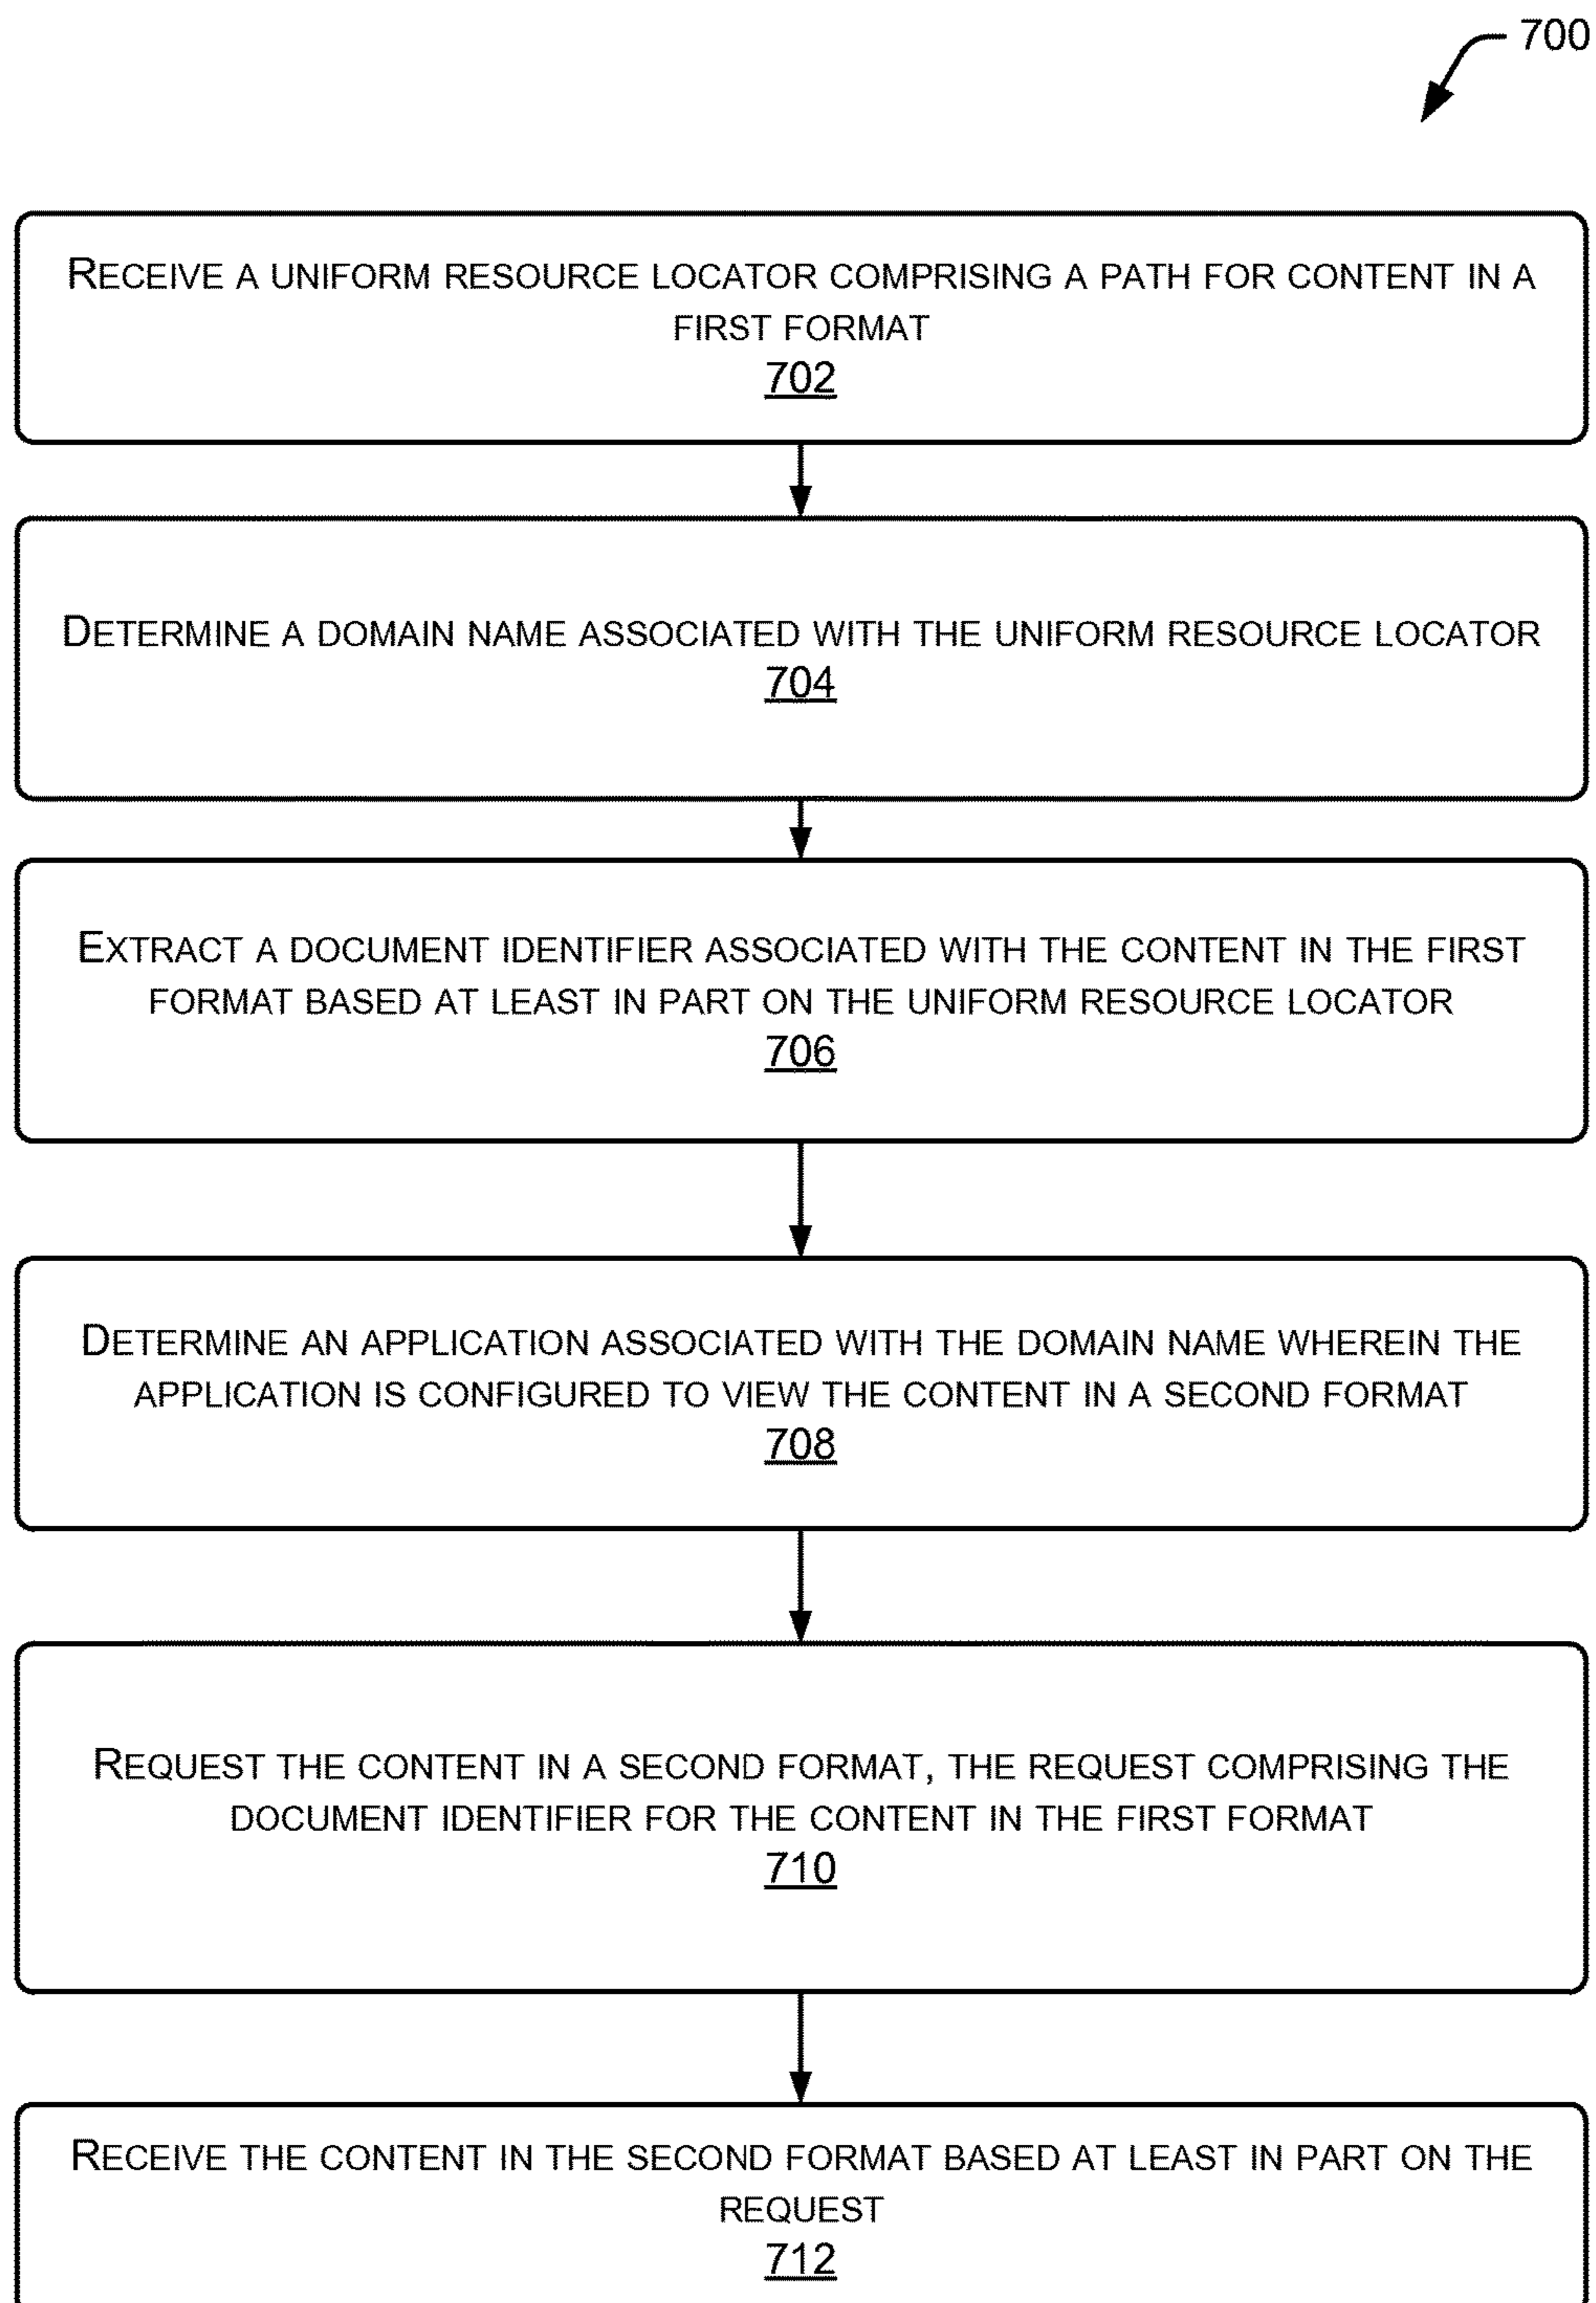 700
RECEIVE A UNIFORM RESOURCE LOCATOR COMPRISING A PATH FOR CONTENT IN A
FIRST FORMAT
702
DETERMINE A DOMAIN NAME ASSOCIATED WITH THE UNIFORM RESOURCE LOCATOR
704
EXTRACT A DOCUMENT IDENTIFIER ASSOCIATED WITH THE CONTENT IN THE FIRST
FORMAT BASED AT LEAST IN PART ON THE UNIFORM RESOURCE LOCATOR
706
DETERMINE AN APPLICATION ASSOCIATED WITH THE DOMAIN NAME WHEREIN THE
APPLICATION IS CONFIGURED TO VIEW THE CONTENT IN A SECOND FORMAT
708
REQUEST THE CONTENT IN A SECOND FORMAT, THE REQUEST COMPRISING THE
DOCUMENT IDENTIFIER FOR THE CONTENT IN THE FIRST FORMAT
710
RECEIVE THE CONTENT IN THE SECOND FORMAT BASED AT LEAST IN PART ON THE
REQUEST
712